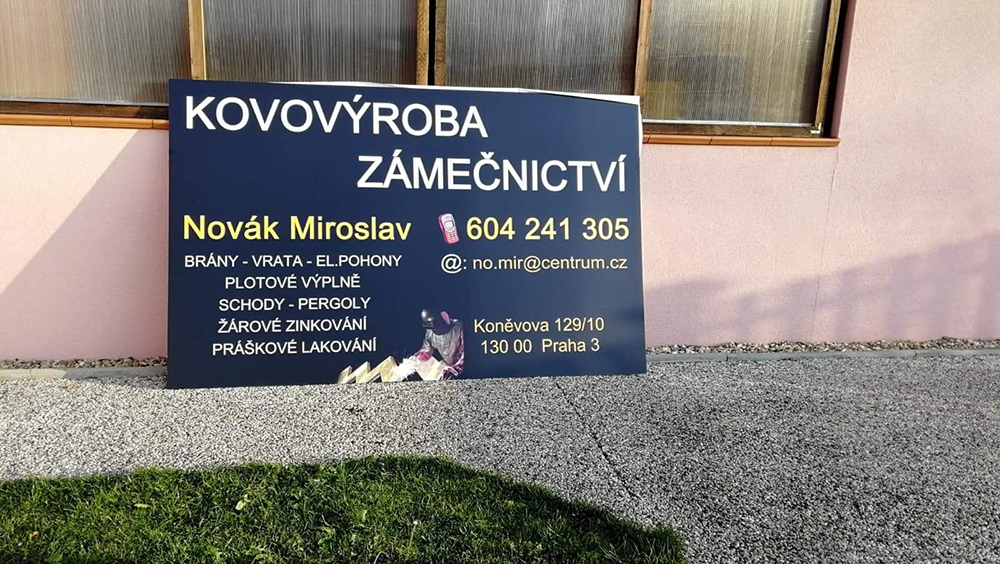 KOVOVÝROBA
ZÁMEČNICTVÍ
Novák Miroslav
604 241 305
BRÁNY - VRATA - EL.POHONY
@: no.mir@centrum.cz
PLOTOVÉ VÝPLNĚ
SCHODY - PERGOLY
ŽÁROVÉ ZINKOVÁNÍ
PRÁŠKOVÉ LAKOVÁNÍ
Koněvova 129/10
130 00 Praha 3